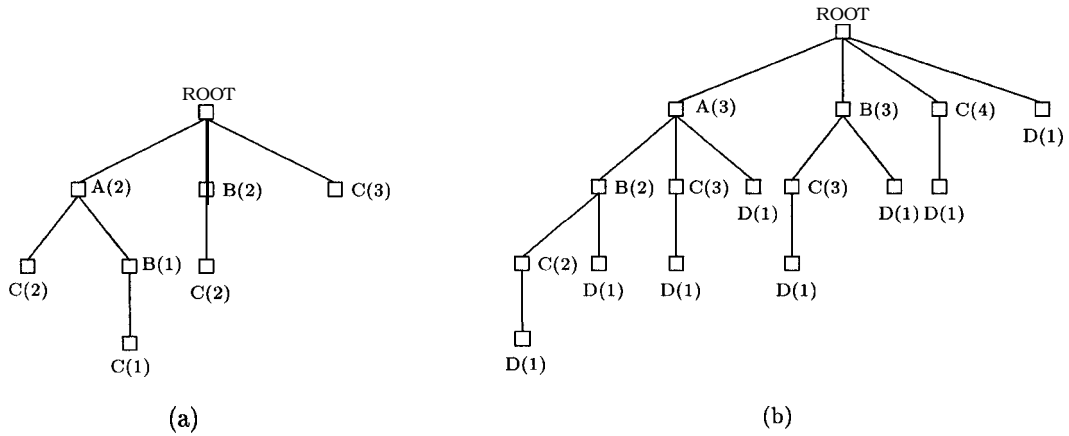 ROOT
A(2)
B(2)
C(3)
C(2)
B(1)
C(2)
C(1)
(a)
ROOT
A(3)
B(3)
C(4)
D(1)
B(2)
C(3)
D(1)
C(3)
D(1)
D(1)
C(2)
D(1)
D(1)
D(1)
D(1)
(b)